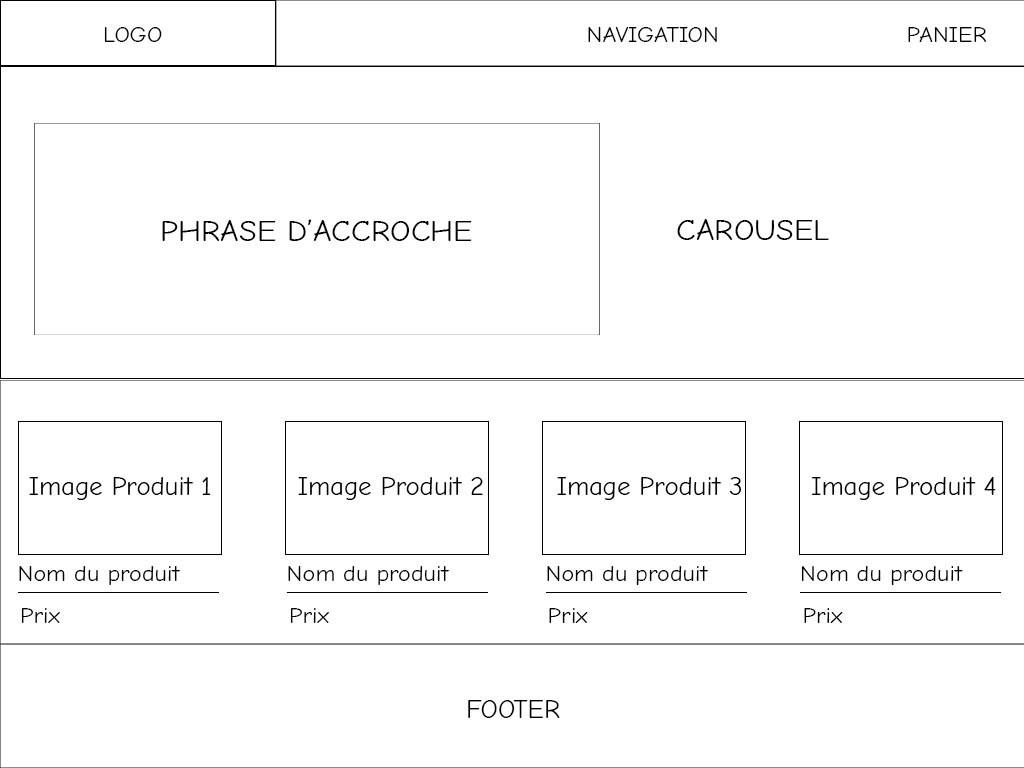 LOGO
NAVIGATION
PANIER
PHRASE D'ACCROCHE
CAROUSEL
Image Produit 1
Image Produit 2
Image Produit 3
Image Produit 4
Nom du produit
Nom du produit
Nom du produit
Nom du produit
Prix
Prix
Prix
Prix
FOOTER